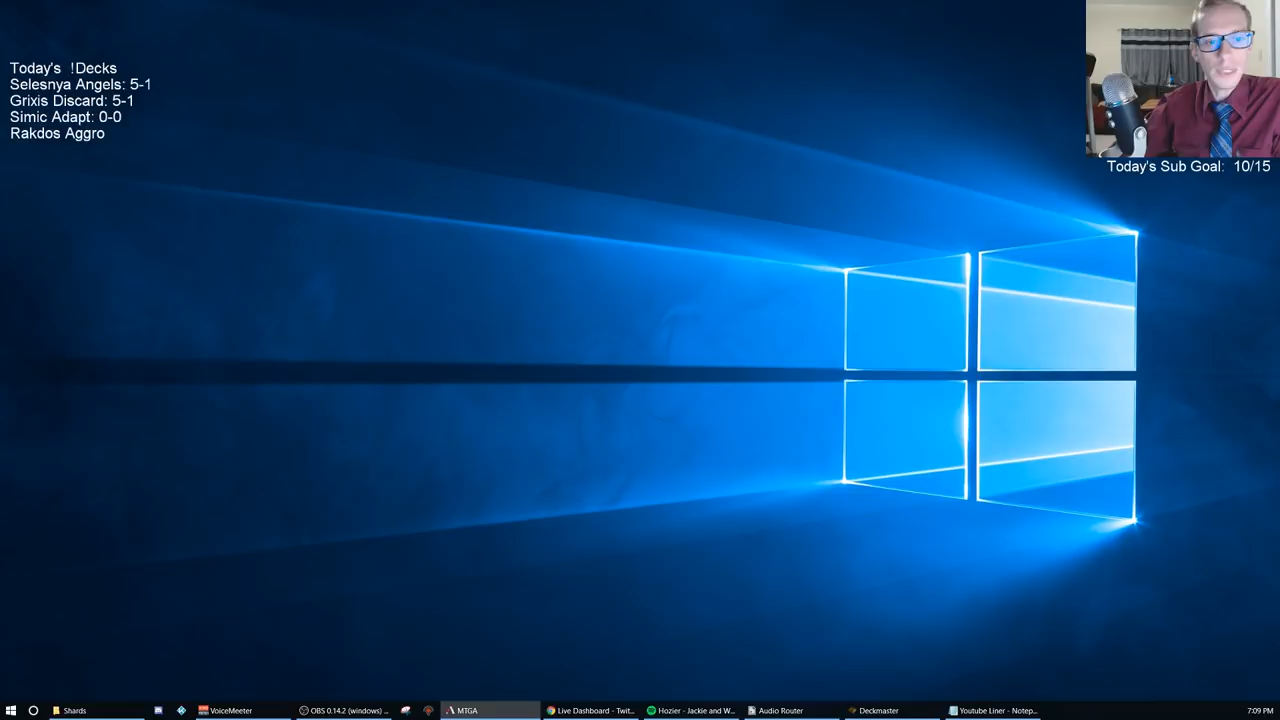 Today's !Decks
Selesnya Angels: 5-1
Grixis Discard: 5-1
Simic Adapt: 0-0
Rakdos Aggro
Today's Sub Goal: 10/15
Shards
VoiceMeeter
OBS 0.14.2 (windows) ...
MTGA
Live Dashboard - Twit...
Hozier - Jackie and W...
Audio Router
Deckmaster
Youtube Liner - Notep...
7:09 PM